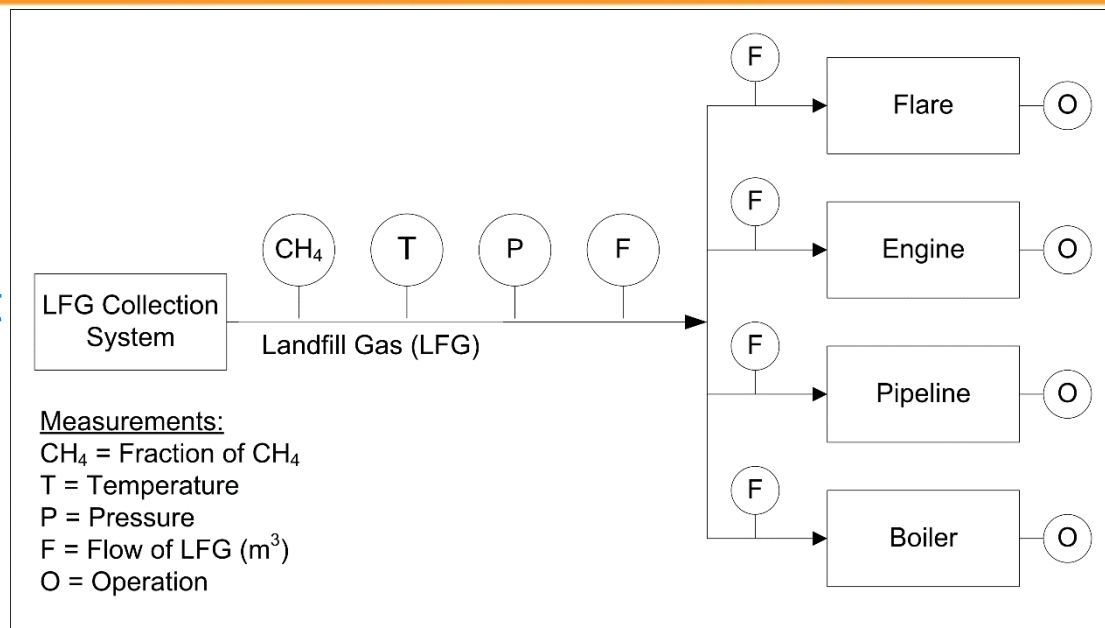 F
Flare
O
F
Engine
O
CH₄
T
P
F
LFG Collection
System
Landfill Gas (LFG)
F
Pipeline
O
F
Boiler
O
Measurements:
CH₄ = Fraction of CH₄
T = Temperature
P = Pressure
F = Flow of LFG (m³)
O = Operation